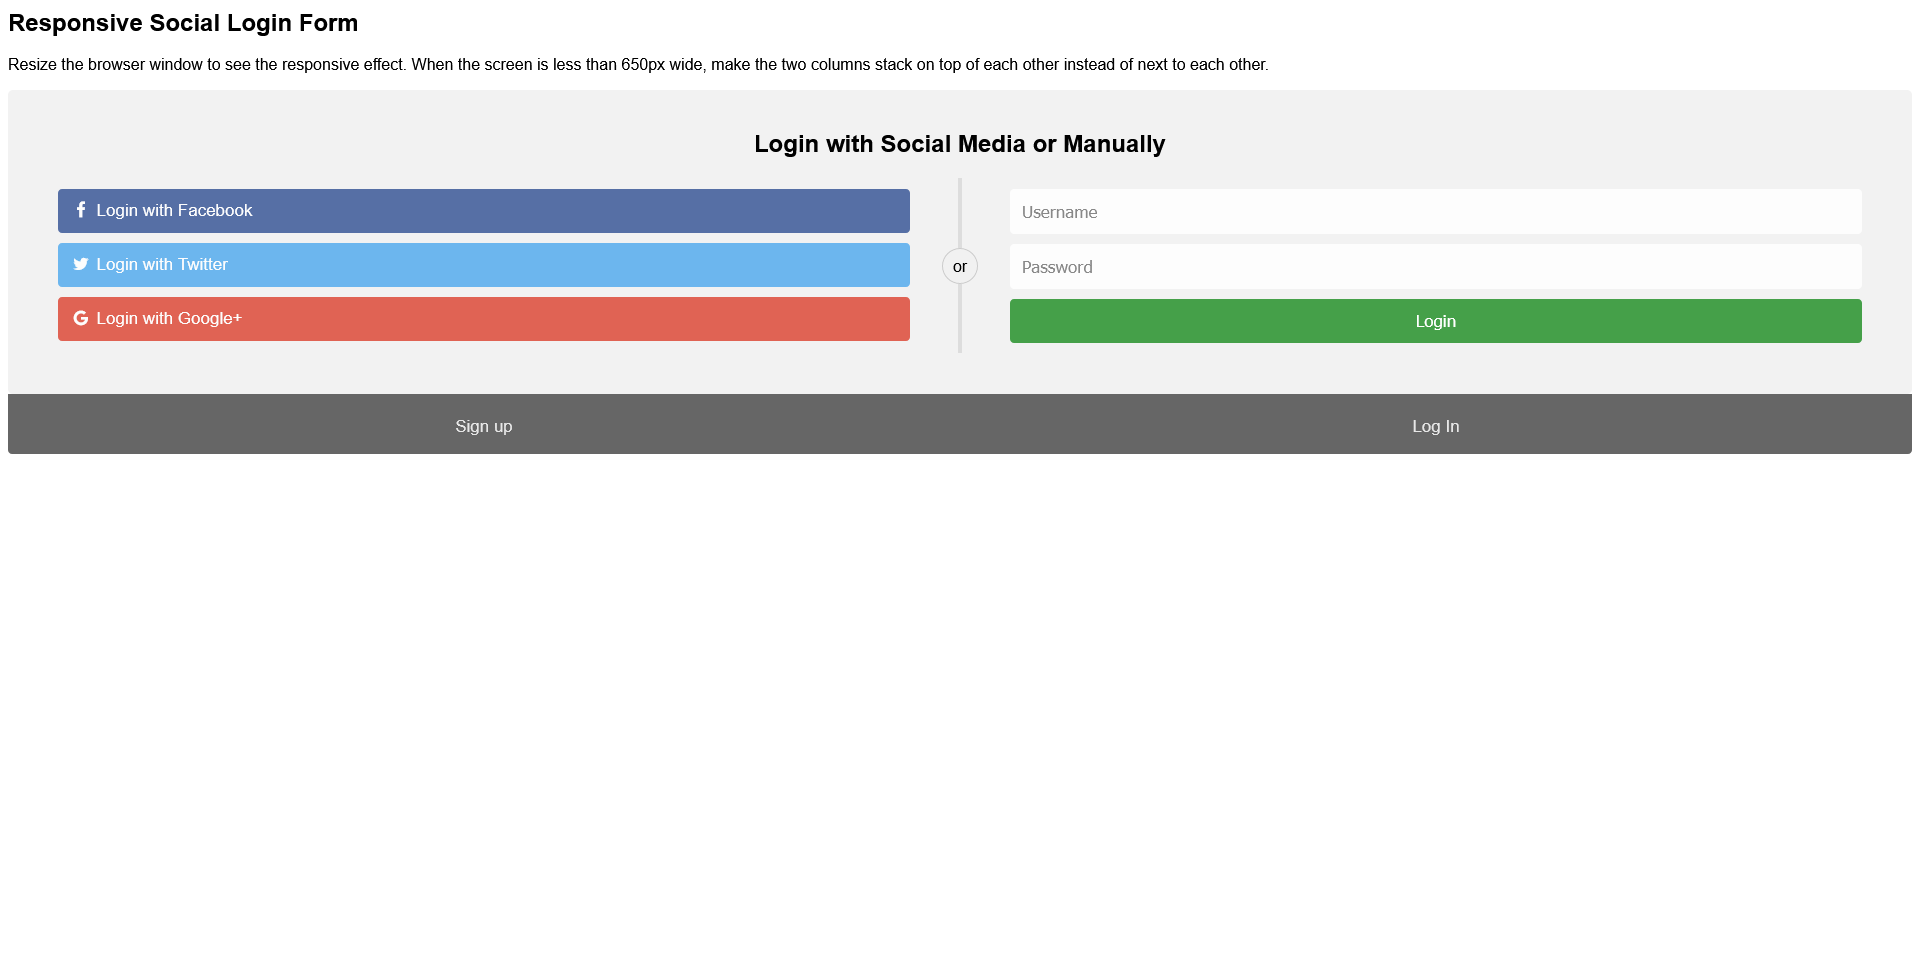 Responsive Social Login Form
Resize the browser window to see the responsive effect. When the screen is less than 650px wide, make the two columns stack on top of each other instead of next to each other.
Login with Social Media or Manually
Login with Facebook
Login with Twitter
Login with Google+
or
Username
Password
Login
Sign up
Log In